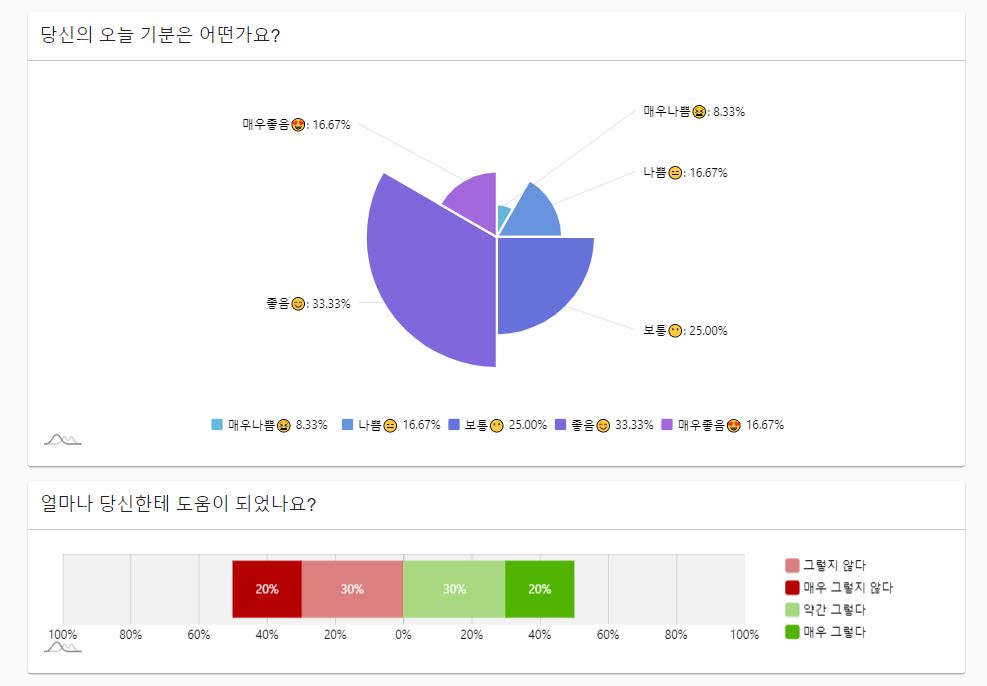 당신의 오늘 기분은 어떤가요?
매우나쁨😫: 8.33%
매우좋음😍: 16.67%
나쁨😑: 16.67%
좋음😊: 33.33%
보통😶: 25.00%
매우나쁨😫 8.33% 나쁨😑 16.67% 보통😶 25.00% 좋음😊 33.33% 매우좋음😍 16.67%
얼마나 당신한테 도움이 되었나요?
20% 30% 30% 20%
100% 80% 60% 40% 20% 0% 20% 40% 60% 80% 100%
그렇지 않다
매우 그렇지 않다
약간 그렇다
매우 그렇다